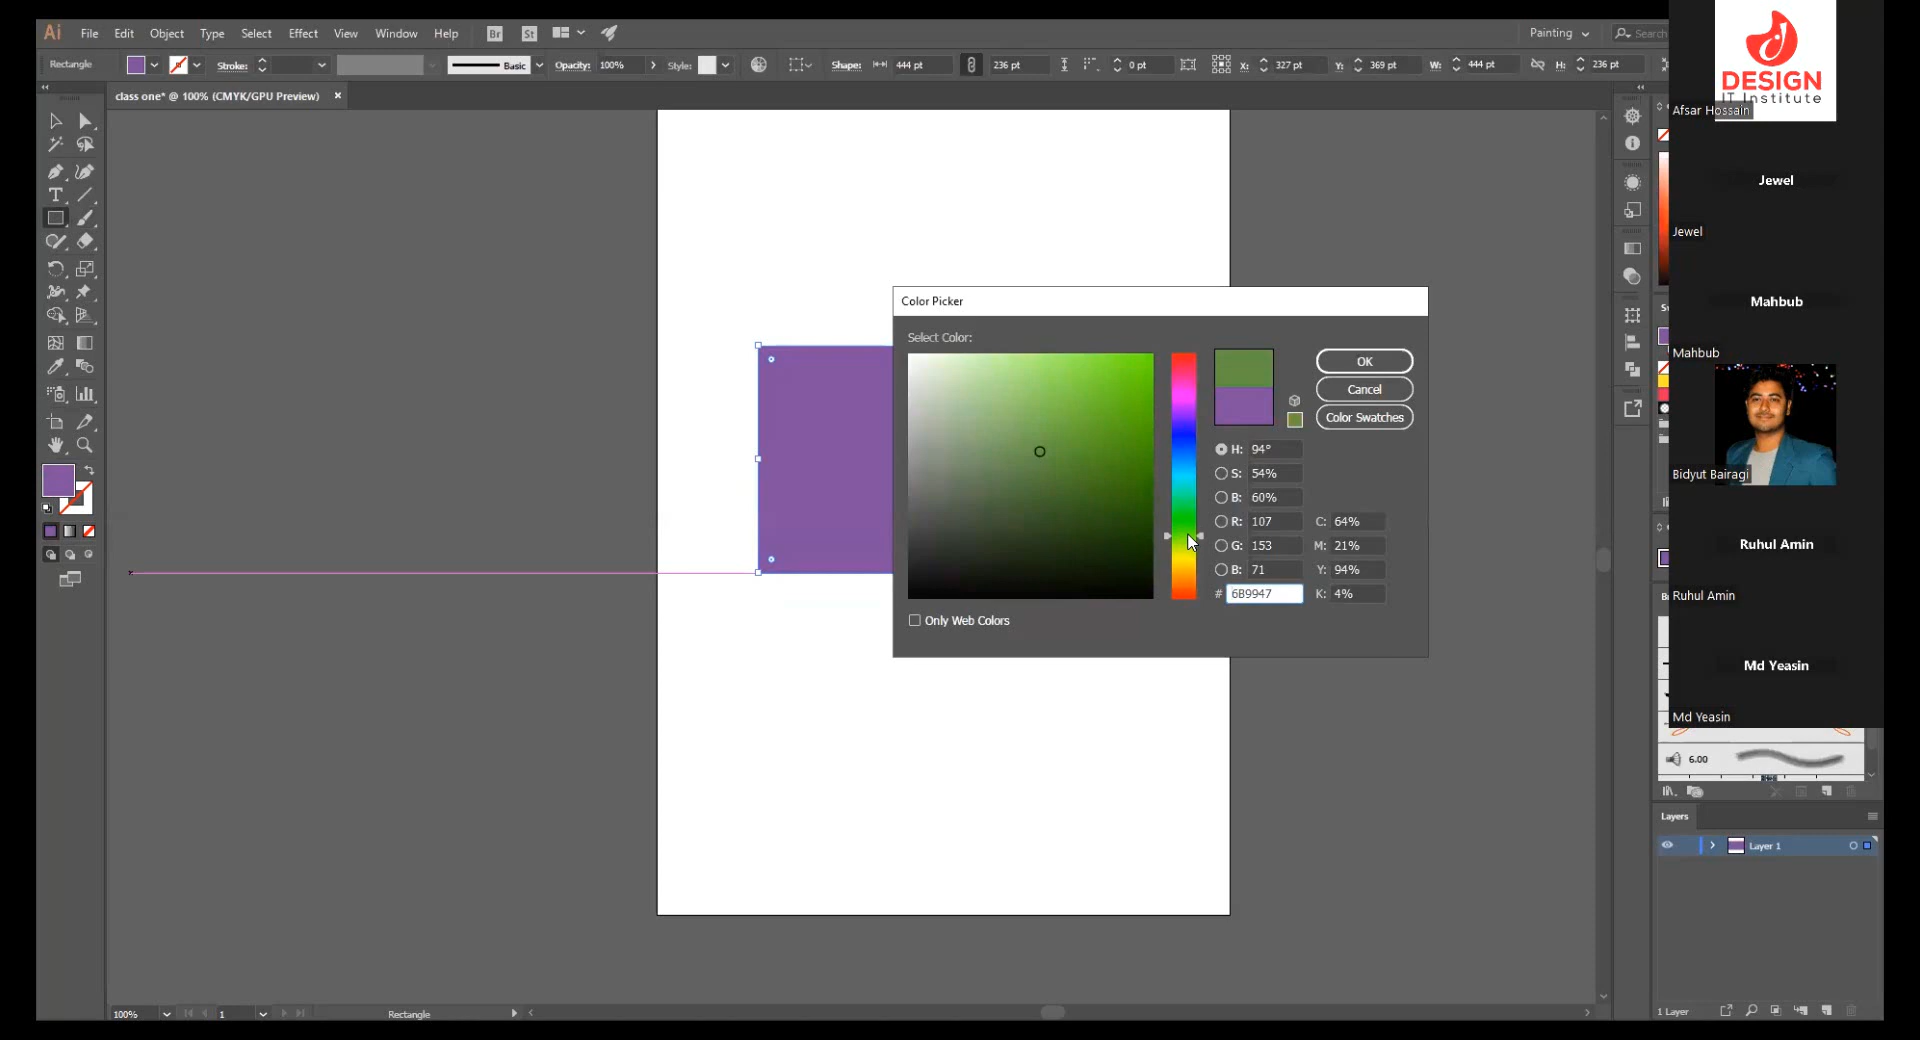 Ai File Edit Object Type Select Effect View Window Help Br St Painting Search
Rectangle Stroke: Basic Opacity: 100% Style: Shape: 444 pt 236 pt 0 pt X: 327 pt Y: 369 pt W: 444 pt H: 236 pt
class one* @ 100% (CMYK/GPU Preview) ×
DESIGN
IT Institute
Afsar Hossain
Jewel
Jewel
Mahbub
Mahbub
Bidyut Bairagi
Ruhul Amin
Ruhul Amin
Md Yeasin
Md Yeasin
Color Picker
Select Color:
OK
Cancel
Color Swatches
H: 94°
S: 54%
B: 60%
R: 107 C: 64%
G: 153 M: 21%
B: 71 Y: 94%
# 6B9947 K: 4%
Only Web Colors
6.00
Layers
Layer 1
1 Layer
100% 1 Rectangle